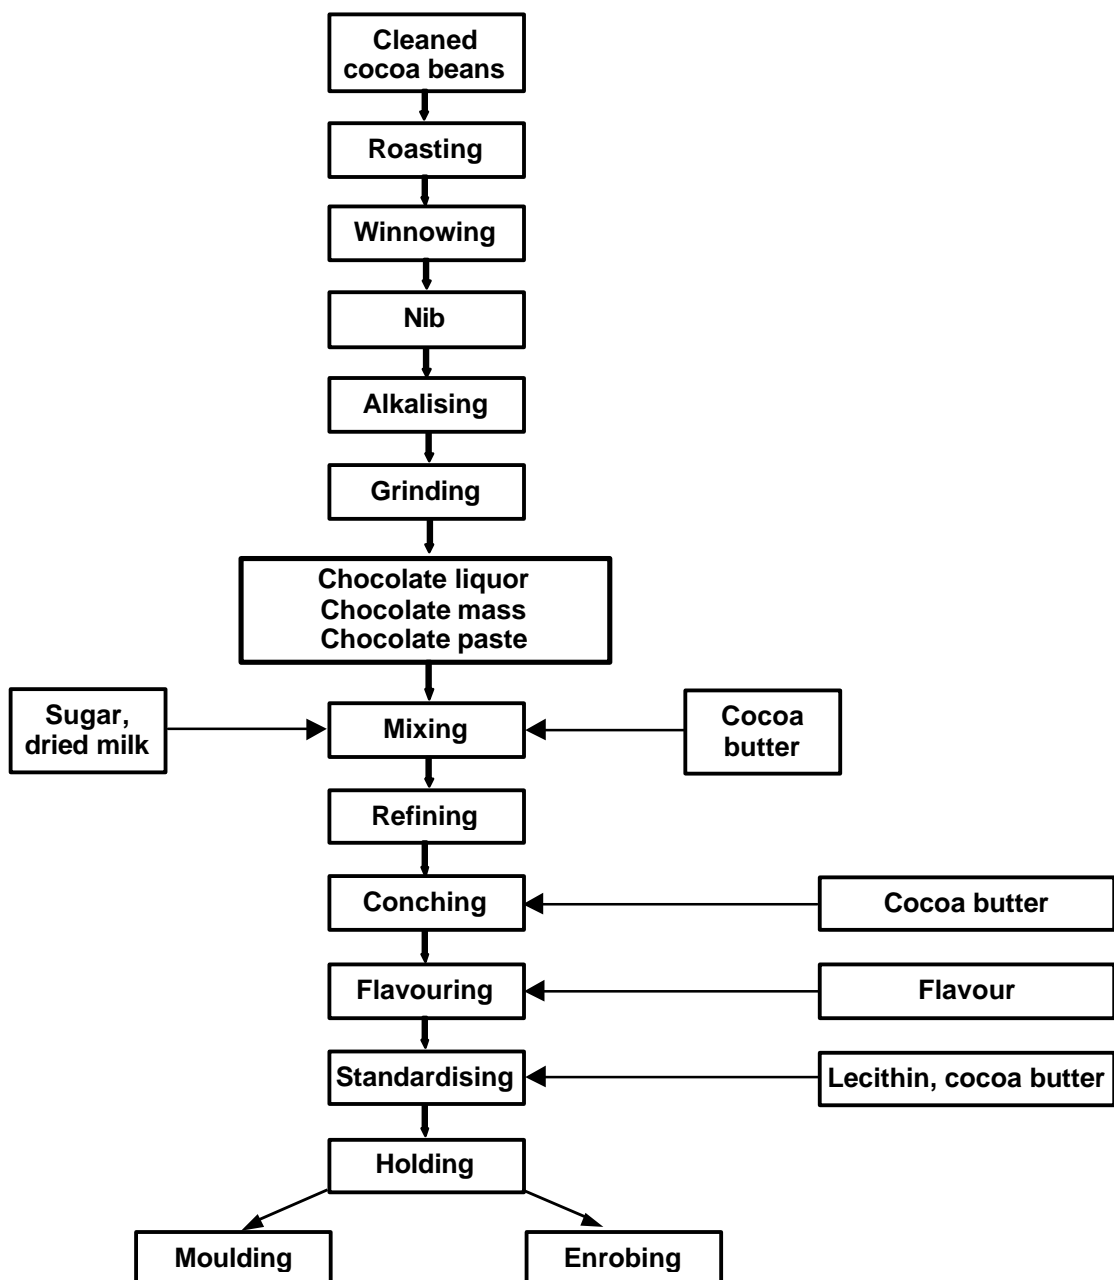 Cleaned
cocoa beans
Roasting
Winnowing
Nib
Alkalising
Grinding
Chocolate liquor
Chocolate mass
Chocolate paste
Sugar,
dried milk
Mixing
Cocoa
butter
Refining
Conching
Cocoa butter
Flavouring
Flavour
Standardising
Lecithin, cocoa butter
Holding
Moulding
Enrobing